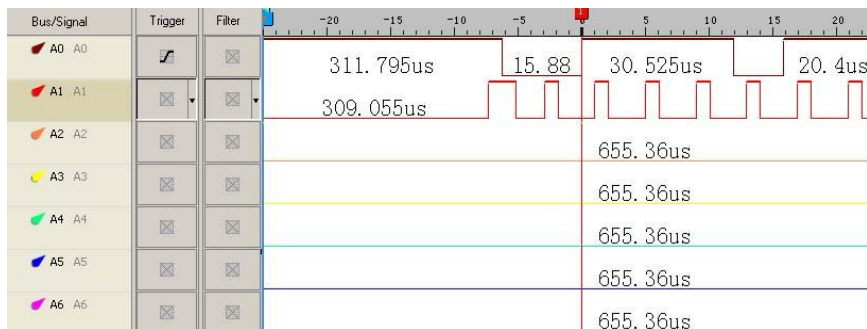 Bus/Signal Trigger Filter -20 -15 -10 -5 T 5 10 15 20
A0 A0 311.795us 15.88 30.525us 20.4us
A1 A1 309.055us
A2 A2 655.36us
A3 A3 655.36us
A4 A4 655.36us
A5 A5 655.36us
A6 A6 655.36us